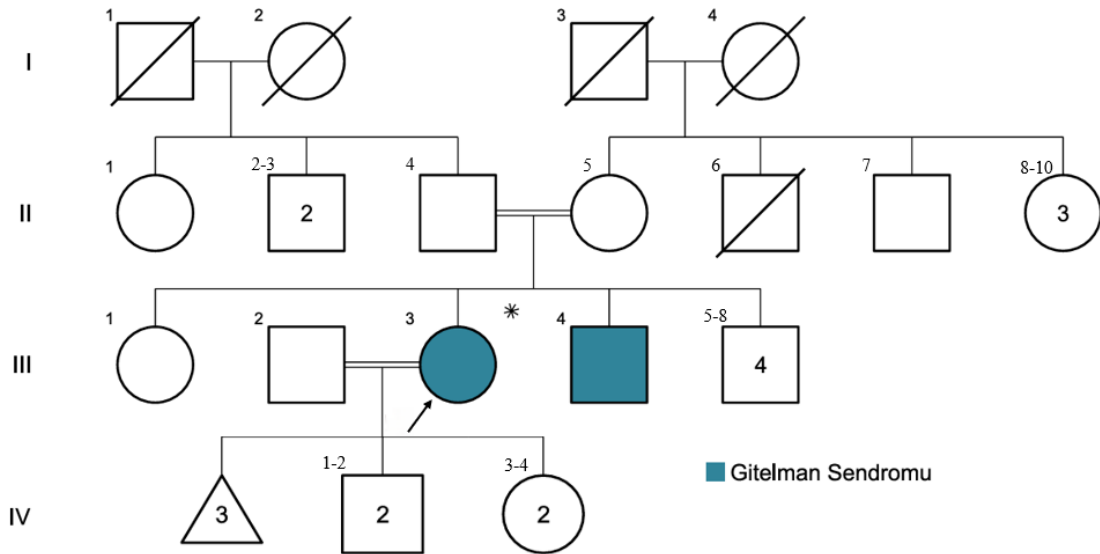 1 2 3 4
I
1 2-3 4 5 6 7 8-10
II 2 3
1 2 3 * 4 5-8
III 4
1-2 3-4
Gitelman Sendromu
IV 3 2 2